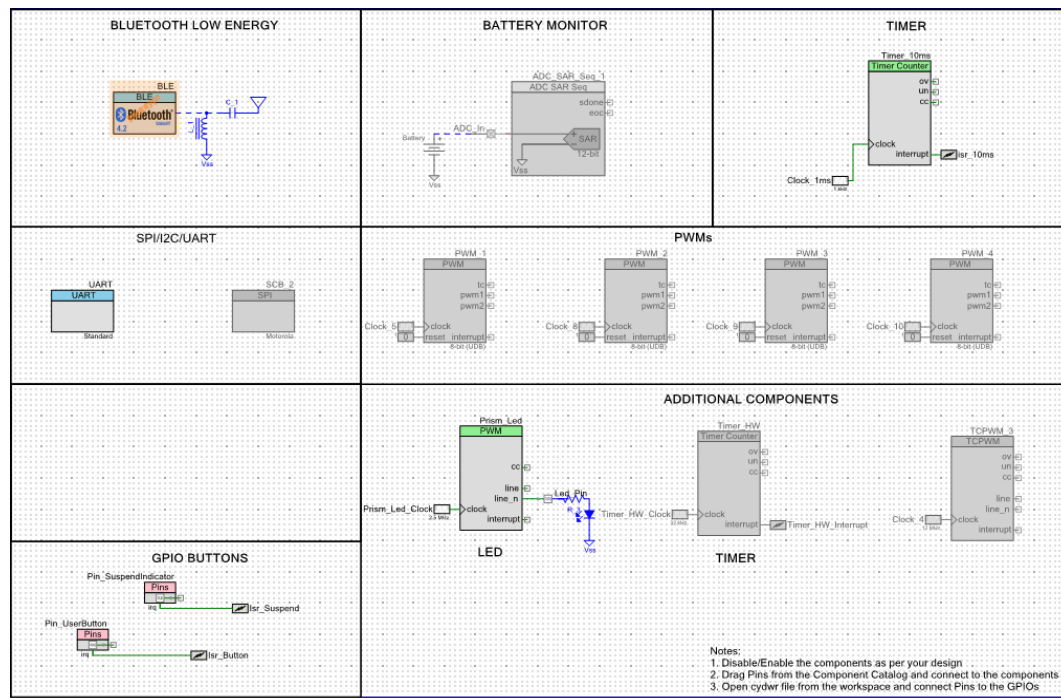 BLUETOOTH LOW ENERGY
BLE
BLE
Bluetooth
4.2
C_1
L_1
Vss
BATTERY MONITOR
ADC_SAR_Seq_1
ADC SAR Seq
sdone
eoc
ADC_In
Battery
SAR
12-bit
Vss
Vss
TIMER
Timer_10ms
Timer Counter
ov
un
cc
clock
interrupt
Isr_10ms
Clock_1ms
1 kHz
SPI/I2C/UART
UART
UART
Standard
SCB_2
SPI
Motorola
PWMs
PWM_1
PWM
tc
pwm1
pwm2
Clock_5
clock
0
reset interrupt
8-bit (UDB)
PWM_2
PWM
tc
pwm1
pwm2
Clock_8
clock
0
reset interrupt
8-bit (UDB)
PWM_3
PWM
tc
pwm1
pwm2
Clock_9
clock
0
reset interrupt
8-bit (UDB)
PWM_4
PWM
tc
pwm1
pwm2
Clock_10
clock
0
reset interrupt
8-bit (UDB)
ADDITIONAL COMPONENTS
Prism_Led
PWM
cc
line
line_n
Prism_Led_Clock
clock
interrupt
Led_Pin
Vss
LED
Timer_HW
Timer Counter
ov
un
cc
Timer_HW_Clock
clock
interrupt
Timer_HW_Interrupt
TIMER
TCPWM_3
TCPWM
ov
un
cc
line
line_n
Clock_4
clock
interrupt
GPIO BUTTONS
Pin_SuspendIndicator
Pins
irq
Isr_Suspend
Pin_UserButton
Pins
irq
Isr_Button
Notes:
1. Disable/Enable the components as per your design
2. Drag Pins from the Component Catalog and connect to the components
3. Open cydwr file from the workspace and connect Pins to the GPIOs